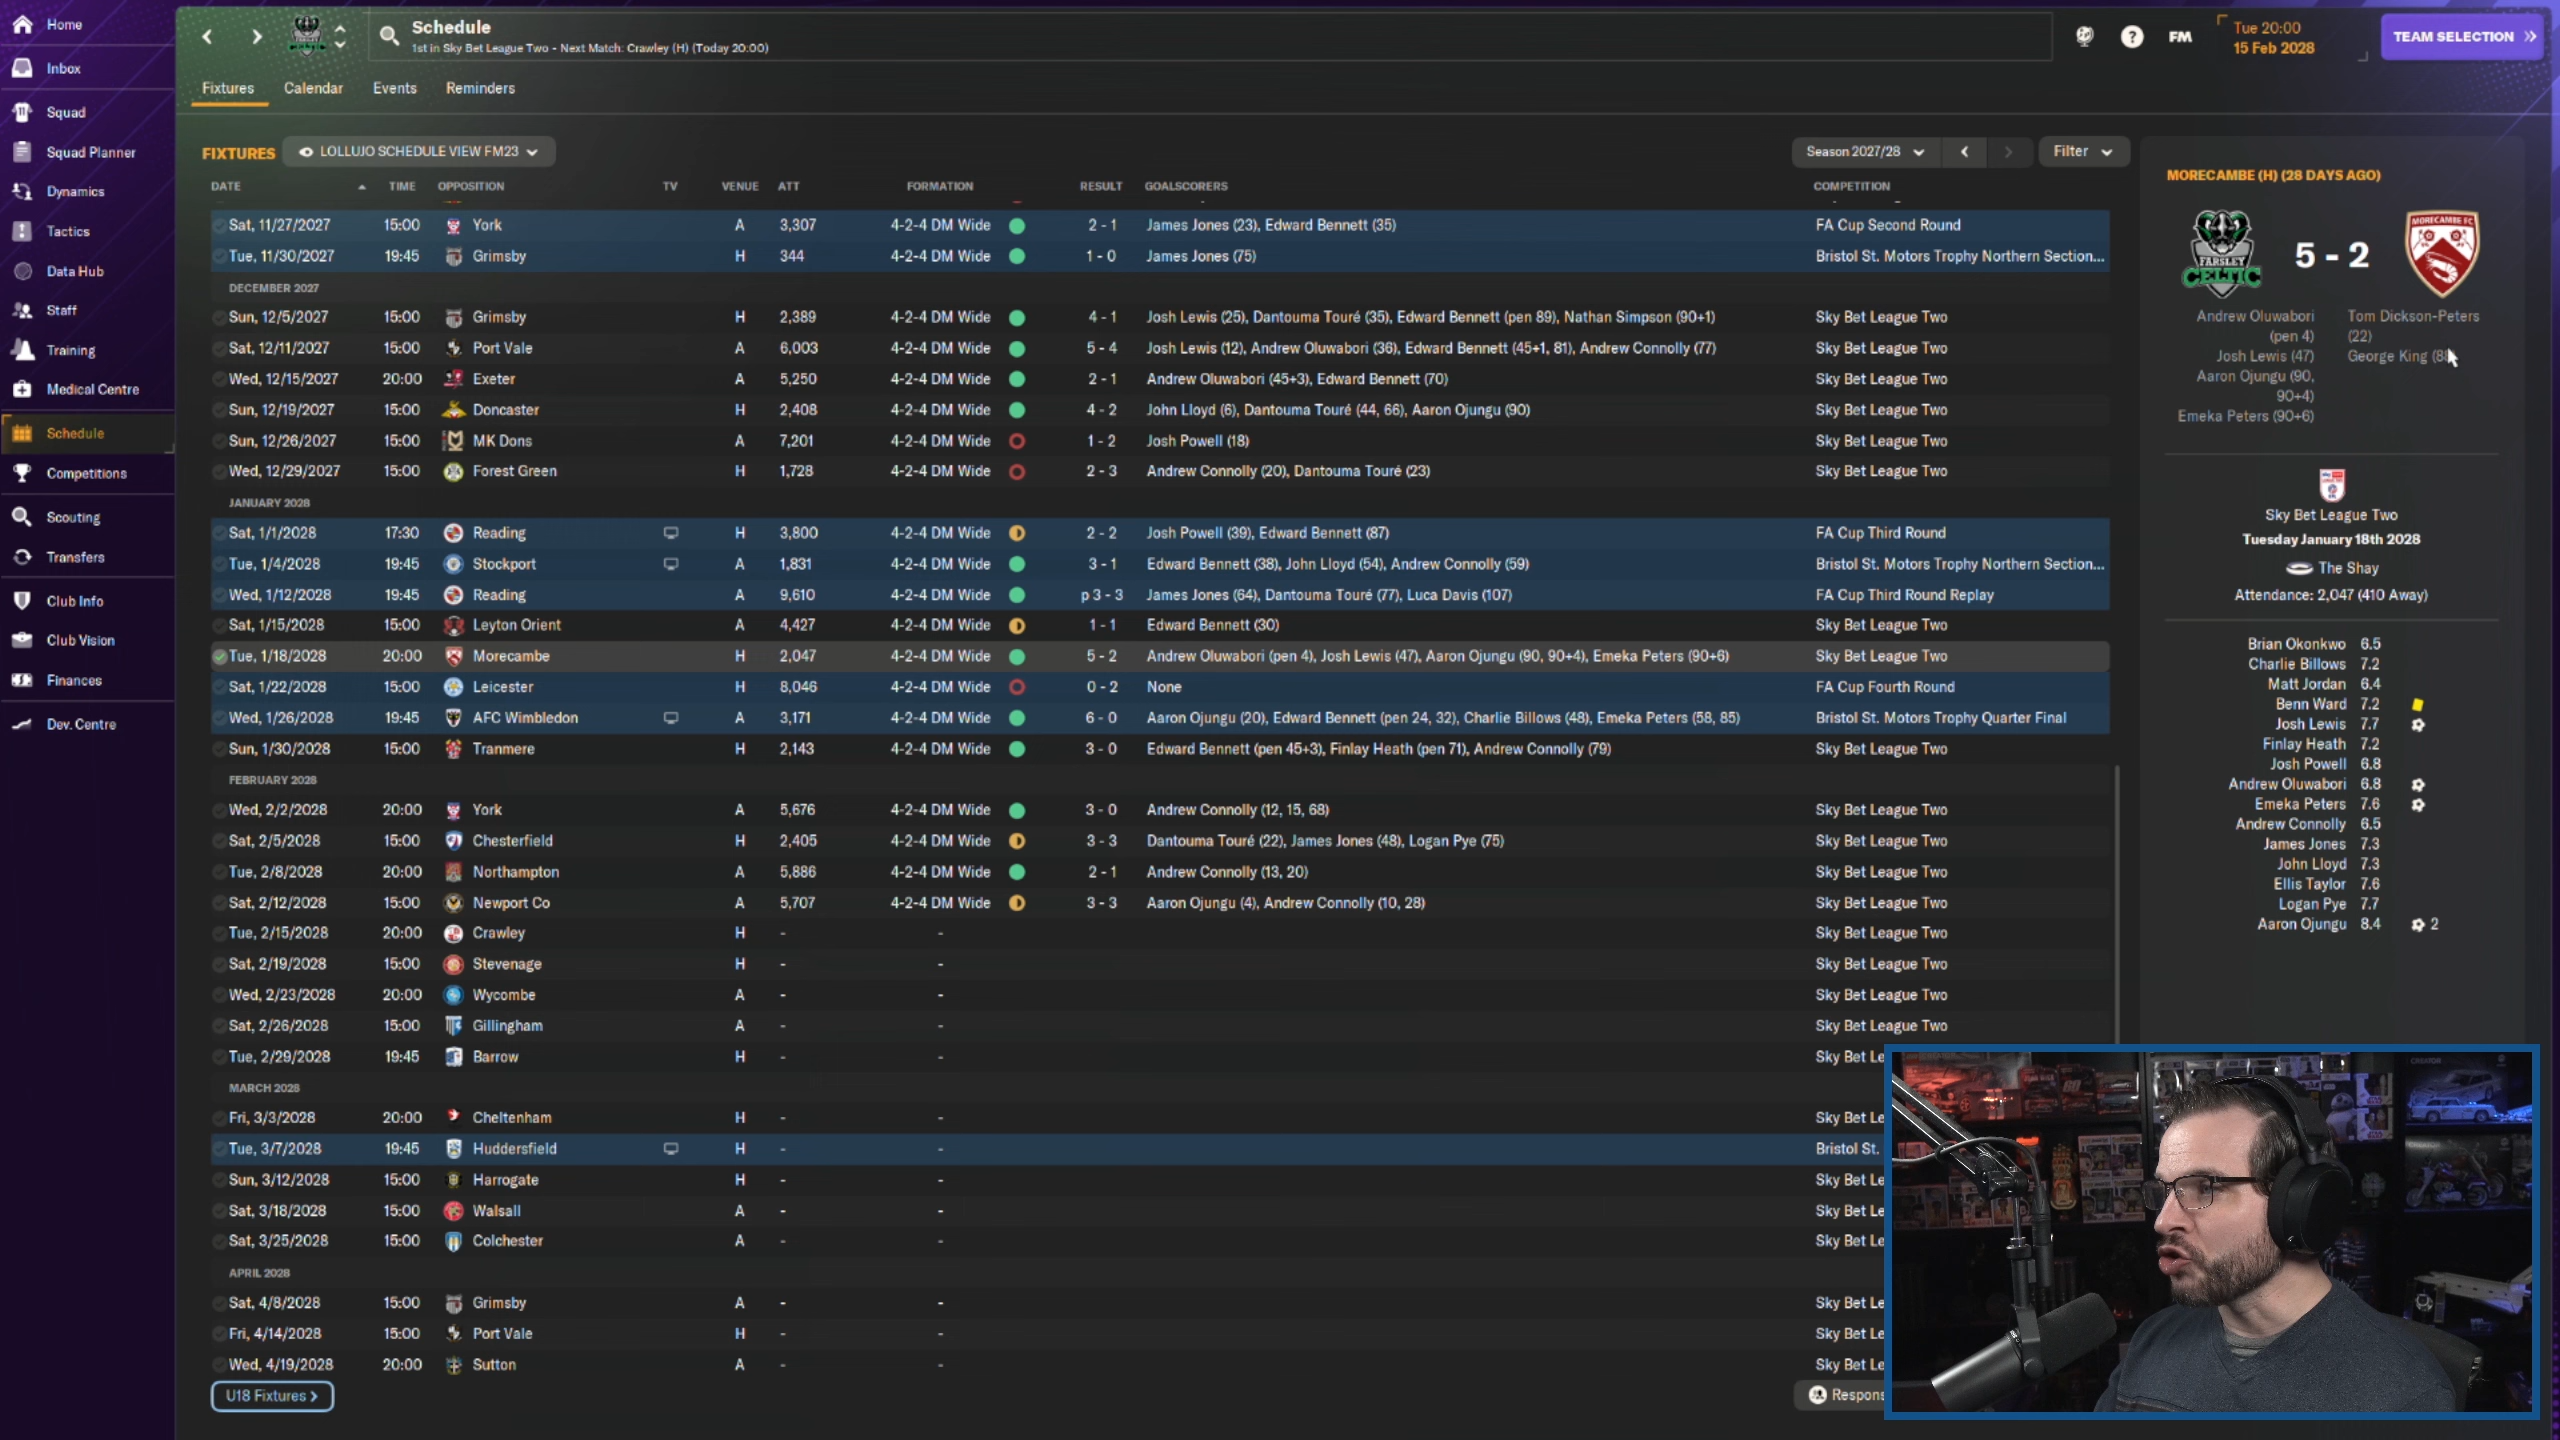 Home
Inbox
Squad
Squad Planner
Dynamics
Tactics
Data Hub
Staff
Training
Medical Centre
Schedule
Competitions
Scouting
Transfers
Club Info
Club Vision
Finances
Dev. Centre
Schedule
1st in Sky Bet League Two - Next Match: Crawley (H) (Today 20:00)
FM
Tue 20:00
15 Feb 2028
TEAM SELECTION
Fixtures Calendar Events Reminders
FIXTURES LOLLUJO SCHEDULE VIEW FM23 Season 2027/28 Filter
DATE TIME OPPOSITION TV VENUE ATT FORMATION RESULT GOALSCORERS COMPETITION
Sat, 11/27/2027 15:00 York A 3,307 4-2-4 DM Wide 2 - 1 James Jones (23), Edward Bennett (35) FA Cup Second Round
Tue, 11/30/2027 19:45 Grimsby H 344 4-2-4 DM Wide 1 - 0 James Jones (75) Bristol St. Motors Trophy Northern Section...
DECEMBER 2027
Sun, 12/5/2027 15:00 Grimsby H 2,389 4-2-4 DM Wide 4 - 1 Josh Lewis (25), Dantouma Touré (35), Edward Bennett (pen 89), Nathan Simpson (90+1) Sky Bet League Two
Sat, 12/11/2027 15:00 Port Vale A 6,003 4-2-4 DM Wide 5 - 4 Josh Lewis (12), Andrew Oluwabori (36), Edward Bennett (45+1, 81), Andrew Connolly (77) Sky Bet League Two
Wed, 12/15/2027 20:00 Exeter A 5,250 4-2-4 DM Wide 2 - 1 Andrew Oluwabori (45+3), Edward Bennett (70) Sky Bet League Two
Sun, 12/19/2027 15:00 Doncaster H 2,408 4-2-4 DM Wide 4 - 2 John Lloyd (6), Dantouma Touré (44, 66), Aaron Ojungu (90) Sky Bet League Two
Sun, 12/26/2027 15:00 MK Dons A 7,201 4-2-4 DM Wide 1 - 2 Josh Powell (18) Sky Bet League Two
Wed, 12/29/2027 15:00 Forest Green H 1,728 4-2-4 DM Wide 2 - 3 Andrew Connolly (20), Dantouma Touré (23) Sky Bet League Two
JANUARY 2028
Sat, 1/1/2028 17:30 Reading H 3,800 4-2-4 DM Wide 2 - 2 Josh Powell (39), Edward Bennett (87) FA Cup Third Round
Tue, 1/4/2028 19:45 Stockport A 1,831 4-2-4 DM Wide 3 - 1 Edward Bennett (38), John Lloyd (54), Andrew Connolly (59) Bristol St. Motors Trophy Northern Section...
Wed, 1/12/2028 19:45 Reading A 9,610 4-2-4 DM Wide p 3 - 3 James Jones (64), Dantouma Touré (77), Luca Davis (107) FA Cup Third Round Replay
Sat, 1/15/2028 15:00 Leyton Orient A 4,427 4-2-4 DM Wide 1 - 1 Edward Bennett (30) Sky Bet League Two
Tue, 1/18/2028 20:00 Morecambe H 2,047 4-2-4 DM Wide 5 - 2 Andrew Oluwabori (pen 4), Josh Lewis (47), Aaron Ojungu (90, 90+4), Emeka Peters (90+6) Sky Bet League Two
Sat, 1/22/2028 15:00 Leicester H 8,046 4-2-4 DM Wide 0 - 2 None FA Cup Fourth Round
Wed, 1/26/2028 19:45 AFC Wimbledon A 3,171 4-2-4 DM Wide 6 - 0 Aaron Ojungu (20), Edward Bennett (pen 24, 32), Charlie Billows (48), Emeka Peters (58, 85) Bristol St. Motors Trophy Quarter Final
Sun, 1/30/2028 15:00 Tranmere H 2,143 4-2-4 DM Wide 3 - 0 Edward Bennett (pen 45+3), Finlay Heath (pen 71), Andrew Connolly (79) Sky Bet League Two
FEBRUARY 2028
Wed, 2/2/2028 20:00 York A 5,676 4-2-4 DM Wide 3 - 0 Andrew Connolly (12, 15, 68) Sky Bet League Two
Sat, 2/5/2028 15:00 Chesterfield H 2,405 4-2-4 DM Wide 3 - 3 Dantouma Touré (22), James Jones (48), Logan Pye (75) Sky Bet League Two
Tue, 2/8/2028 20:00 Northampton A 5,886 4-2-4 DM Wide 2 - 1 Andrew Connolly (13, 20) Sky Bet League Two
Sat, 2/12/2028 15:00 Newport Co A 5,707 4-2-4 DM Wide 3 - 3 Aaron Ojungu (4), Andrew Connolly (10, 28) Sky Bet League Two
Tue, 2/15/2028 20:00 Crawley H - - Sky Bet League Two
Sat, 2/19/2028 15:00 Stevenage H - - Sky Bet League Two
Wed, 2/23/2028 20:00 Wycombe A - - Sky Bet League Two
Sat, 2/26/2028 15:00 Gillingham A - - Sky Bet League Two
Tue, 2/29/2028 19:45 Barrow H - - Sky Bet Le
MARCH 2028
Fri, 3/3/2028 20:00 Cheltenham H - - Sky Bet Le
Tue, 3/7/2028 19:45 Huddersfield H - - Bristol St.
Sun, 3/12/2028 15:00 Harrogate H - - Sky Bet Le
Sat, 3/18/2028 15:00 Walsall A - - Sky Bet Le
Sat, 3/25/2028 15:00 Colchester A - - Sky Bet Le
APRIL 2028
Sat, 4/8/2028 15:00 Grimsby A - - Sky Bet Le
Fri, 4/14/2028 15:00 Port Vale H - - Sky Bet Le
Wed, 4/19/2028 20:00 Sutton A - - Sky Bet Le
U18 Fixtures > Respons
MORECAMBE (H) (28 DAYS AGO)
FARSLEY
CELTIC
5 - 2
MORECAMBE FC
Andrew Oluwabori
(pen 4)
Josh Lewis (47)
Aaron Ojungu (90,
90+4)
Emeka Peters (90+6)
Tom Dickson-Peters
(22)
George King
Sky Bet League Two
Tuesday January 18th 2028
The Shay
Attendance: 2,047 (410 Away)
Brian Okonkwo 6.5
Charlie Billows 7.2
Matt Jordan 6.4
Benn Ward 7.2
Josh Lewis 7.7
Finlay Heath 7.2
Josh Powell 6.8
Andrew Oluwabori 6.8
Emeka Peters 7.6
Andrew Connolly 6.5
James Jones 7.3
John Lloyd 7.3
Ellis Taylor 7.6
Logan Pye 7.7
Aaron Ojungu 8.4 2